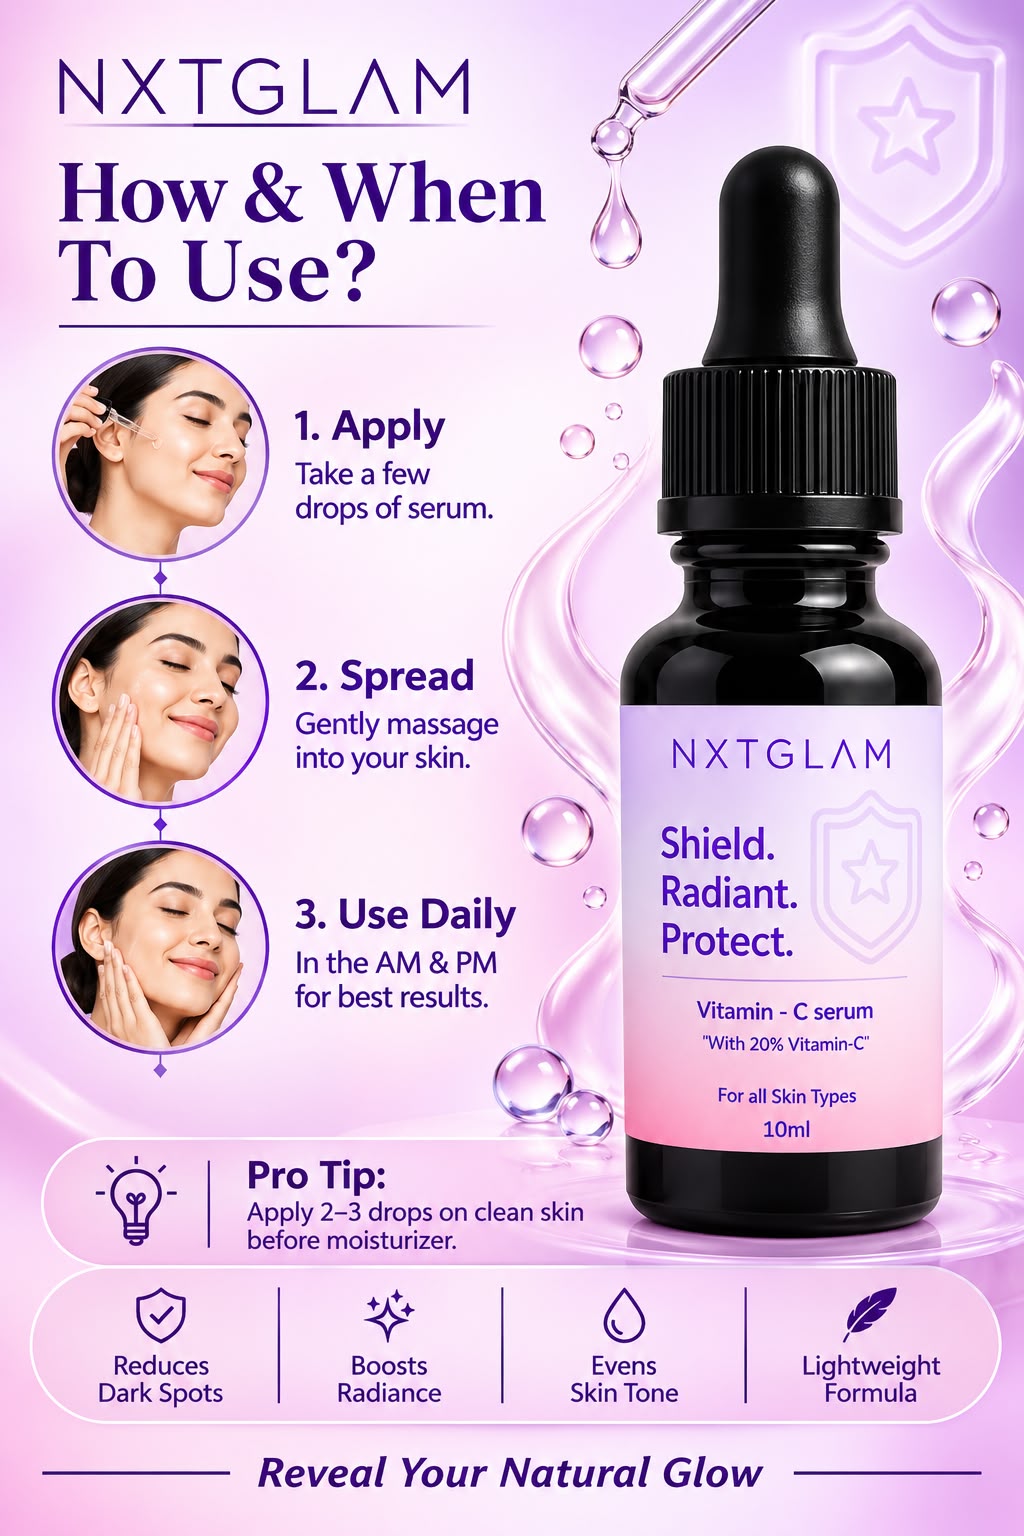 NXTGLAM
How & When
To Use?
1. Apply
Take a few
drops of serum.
2. Spread
Gently massage
into your skin.
3. Use Daily
In the AM & PM
for best results.
NXTGLAM
Shield.
Radiant.
Protect.
Vitamin - C serum
"With 20% Vitamin-C"
For all Skin Types
10ml
Pro Tip:
Apply 2–3 drops on clean skin
before moisturizer.
Reduces
Dark Spots
Boosts
Radiance
Evens
Skin Tone
Lightweight
Formula
Reveal Your Natural Glow